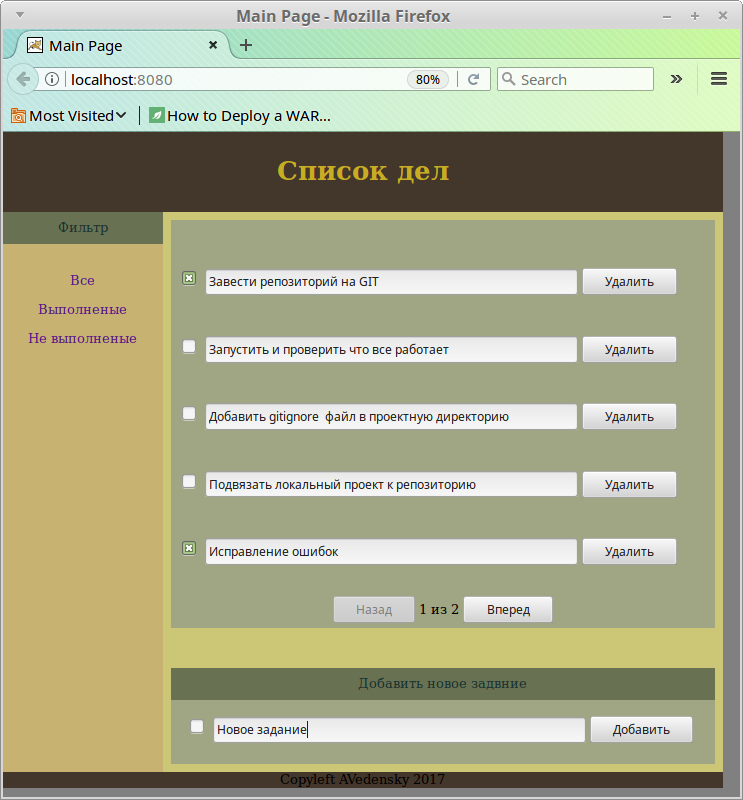 Main Page - Mozilla Firefox
Main Page
localhost:8080
80%
Search
Most Visited
How to Deploy a WAR...
Список дел
Фильтр
Все
Выполненые
Не выполненые
Завести репозиторий на GIT
Удалить
Запустить и проверить что все работает
Удалить
Добавить gitignore  файл в проектную директорию
Удалить
Подвязать локальный проект к репозиторию
Удалить
Исправление ошибок
Удалить
Назад 1 из 2 Вперед
Добавить новое задвние
Новое задание
Добавить
Copyleft AVedensky 2017